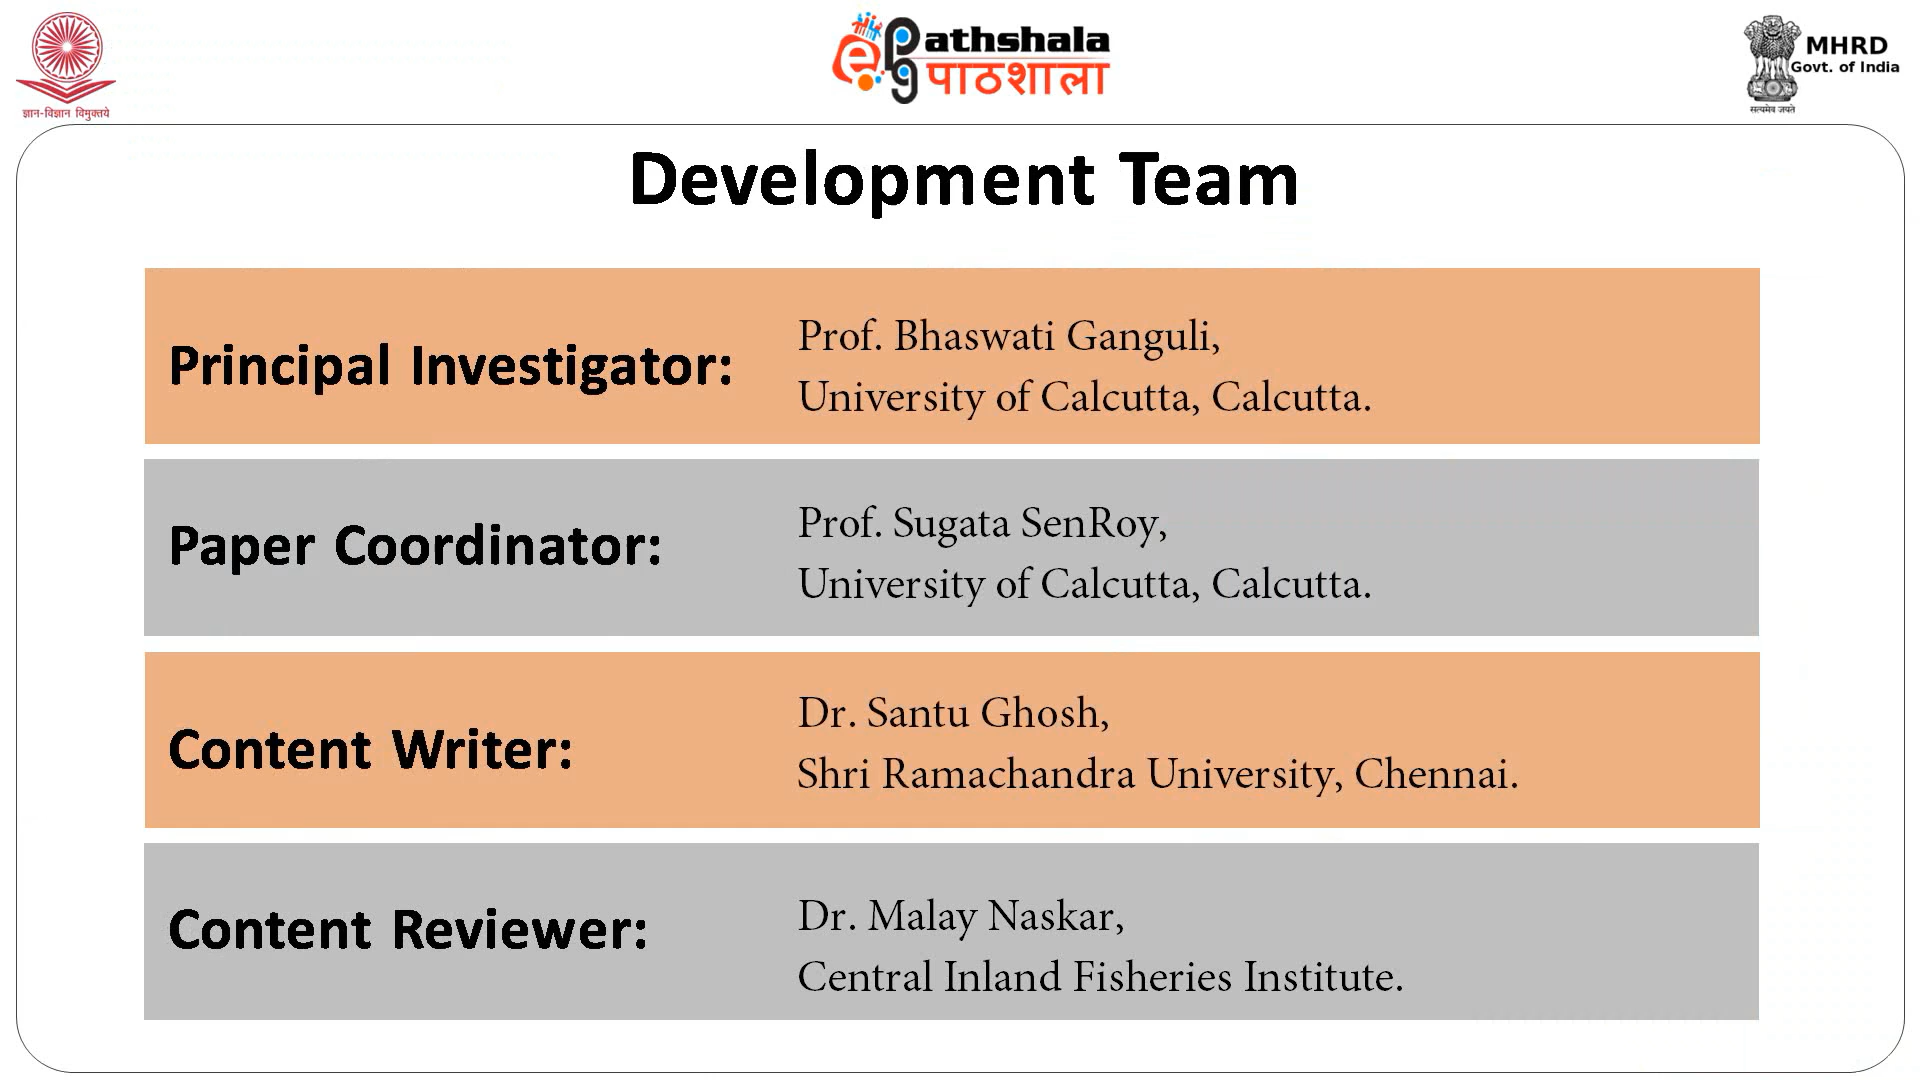 ज्ञान-विज्ञान विमुक्तये
ePG Pathshala
पाठशाला
MHRD
Govt. of India
सत्यमेव जयते
Development Team
Principal Investigator:
Prof. Bhaswati Ganguli,
University of Calcutta, Calcutta.
Paper Coordinator:
Prof. Sugata SenRoy,
University of Calcutta, Calcutta.
Content Writer:
Dr. Santu Ghosh,
Shri Ramachandra University, Chennai.
Content Reviewer:
Dr. Malay Naskar,
Central Inland Fisheries Institute.